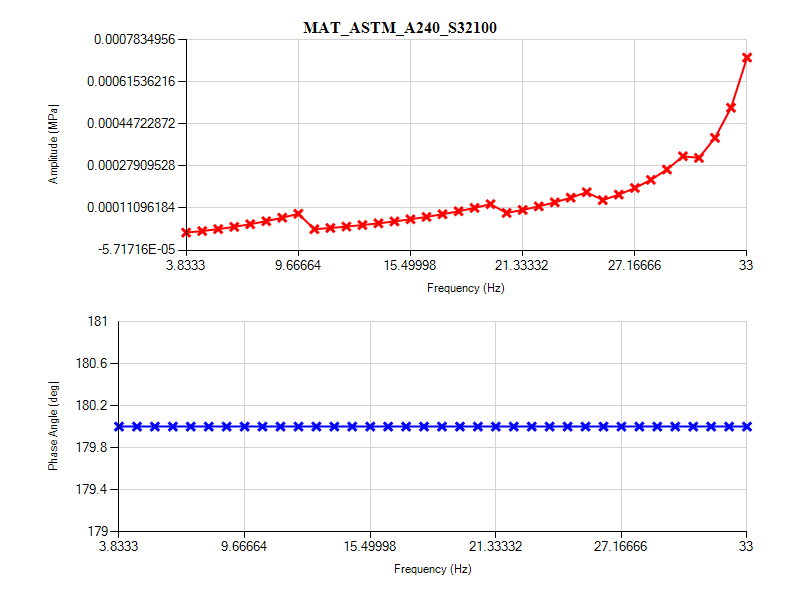 MAT_ASTM_A240_S32100
0.0007834956
0.00061536216
0.00044722872
0.00027909528
0.00011096184
-5.71716E-05
Amplitude (MPa)
3.8333 9.66664 15.49998 21.33332 27.16666 33
Frequency (Hz)
181
180.6
180.2
179.8
179.4
179
Phase Angle (deg)
3.8333 9.66664 15.49998 21.33332 27.16666 33
Frequency (Hz)